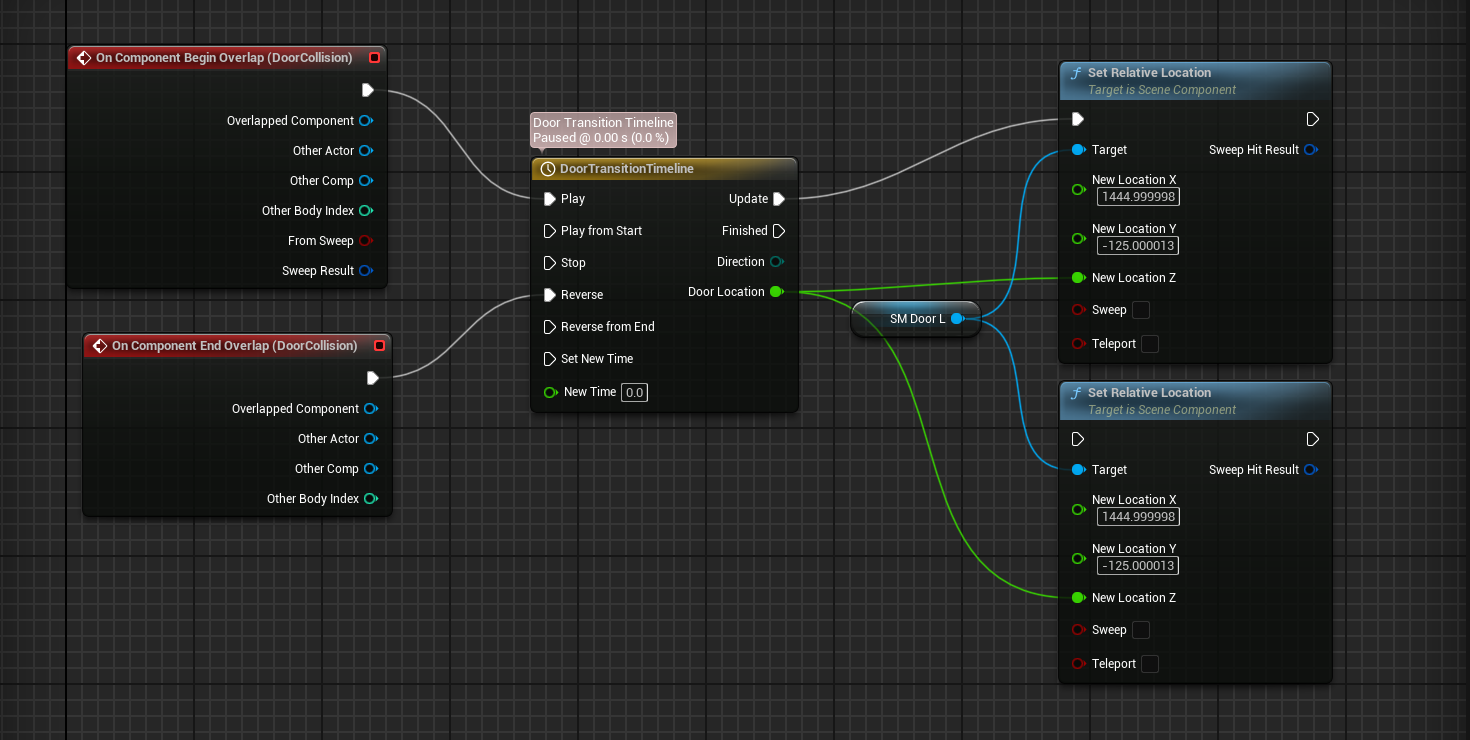 On Component Begin Overlap (DoorCollision)
Overlapped Component
Other Actor
Other Comp
Other Body Index
From Sweep
Sweep Result
On Component End Overlap (DoorCollision)
Overlapped Component
Other Actor
Other Comp
Other Body Index
Door Transition Timeline
Paused @ 0.00 s (0.0 %)
DoorTransitionTimeline
Play Update
Play from Start Finished
Stop Direction
Reverse Door Location
Reverse from End
Set New Time
New Time 0.0
SM Door L
Set Relative Location
Target is Scene Component
Target Sweep Hit Result
New Location X
1444.999998
New Location Y
-125.000013
New Location Z
Sweep
Teleport
Set Relative Location
Target is Scene Component
Target Sweep Hit Result
New Location X
1444.999998
New Location Y
-125.000013
New Location Z
Sweep
Teleport